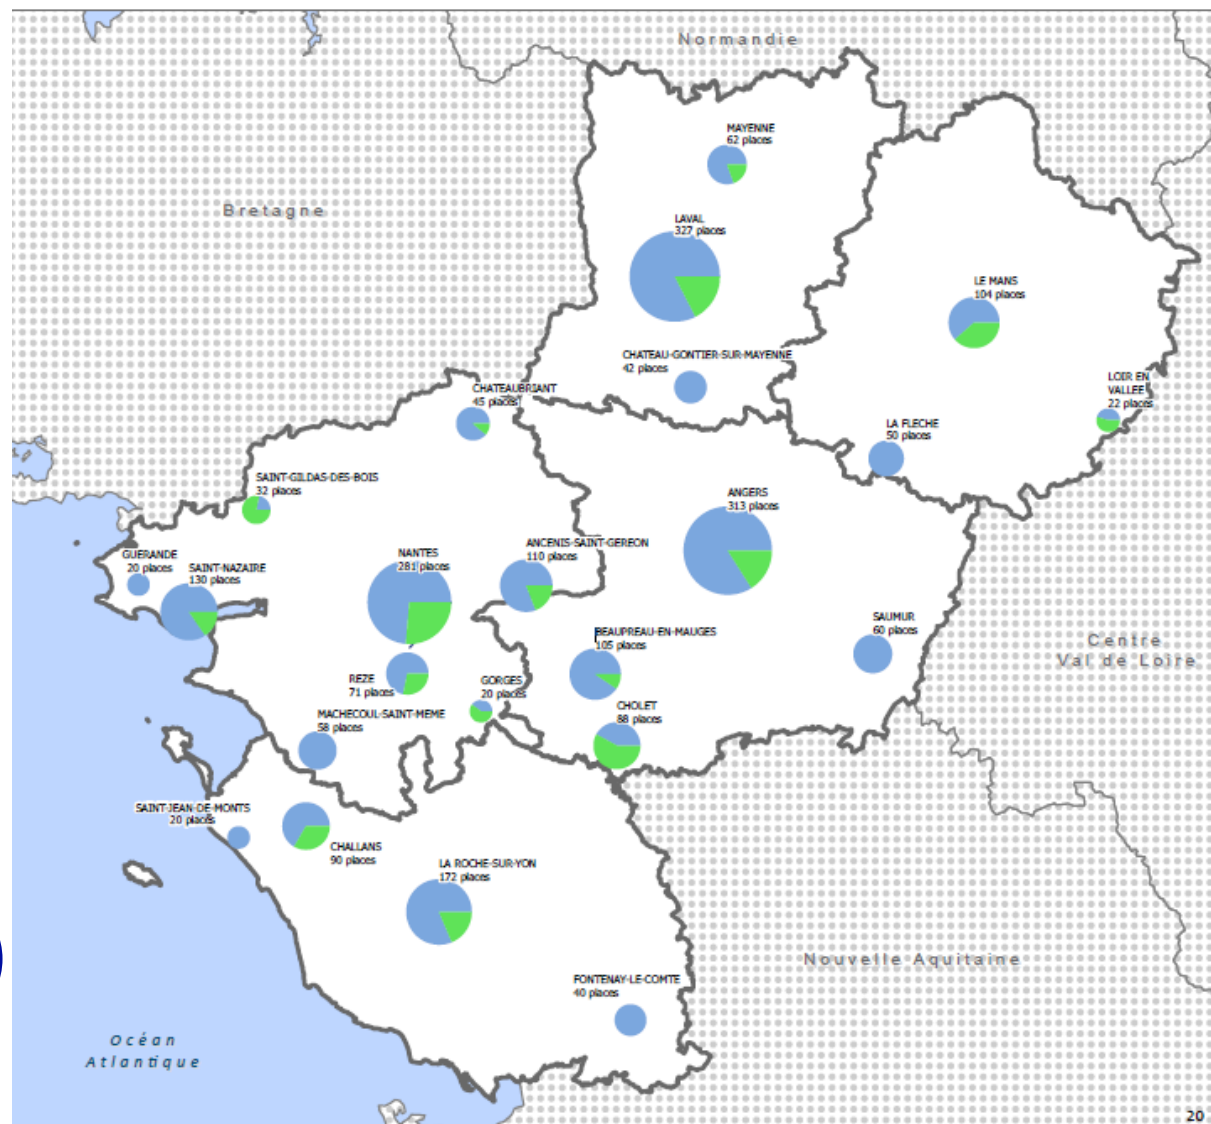 Normandie
MAYENNE
62 places
Bretagne
LAVAL
327 places
LE MANS
104 places
CHATEAU-GONTIER-SUR-MAYENNE
42 places
CHATEAUBRIANT
45 places
LOIR EN
VALLEE
22 places
LA FLECHE
50 places
SAINT-GILDAS-DES-BOIS
32 places
ANGERS
313 places
GUERANDE
20 places
SAINT-NAZAIRE
130 places
NANTES
281 places
ANCENIS-SAINT-GEREON
110 places
SAUMUR
60 places
BEAUPREAU-EN-MAUGES
105 places
Centre
Val de Loire
REZE
71 places
GORGES
20 places
CHOLET
88 places
MACHECOUL-SAINT-MEME
58 places
SAINT-JEAN-DE-MONTS
20 places
CHALLANS
90 places
LA ROCHE-SUR-YON
172 places
Nouvelle Aquitaine
FONTENAY-LE-COMTE
40 places
Océan
Atlantique
20